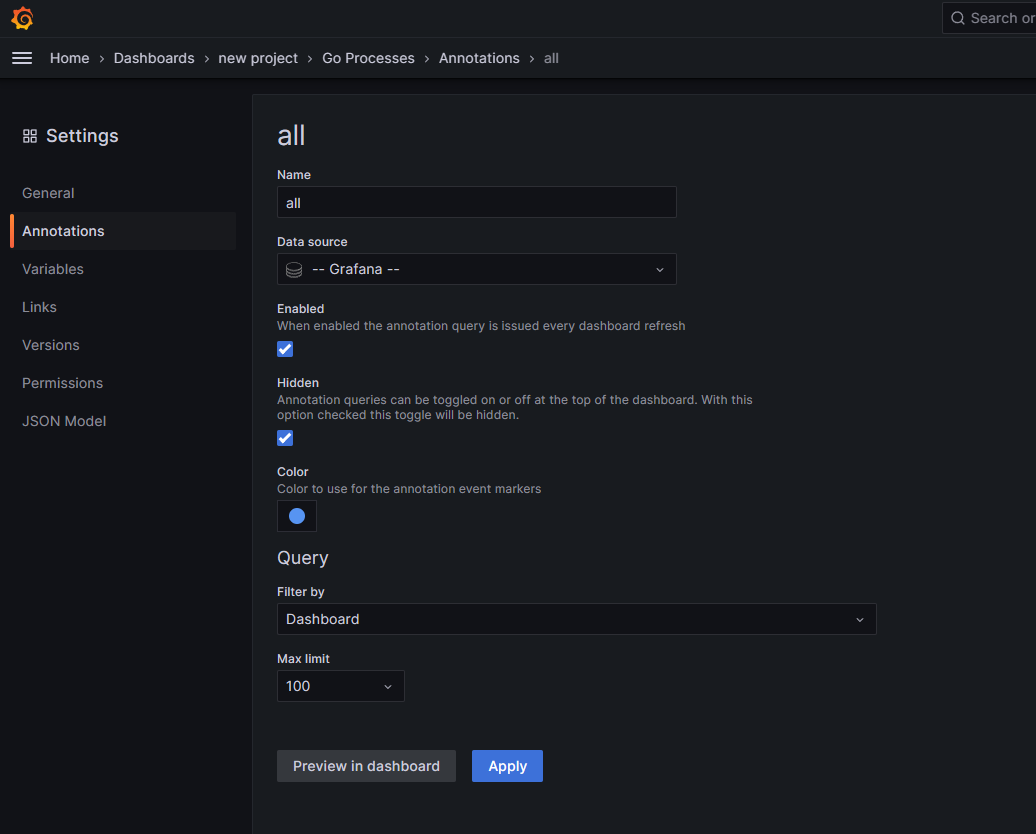 Search or
Home › Dashboards › new project › Go Processes › Annotations › all
Settings
General
Annotations
Variables
Links
Versions
Permissions
JSON Model
all
Name
all
Data source
-- Grafana --
Enabled
When enabled the annotation query is issued every dashboard refresh
Hidden
Annotation queries can be toggled on or off at the top of the dashboard. With this
option checked this toggle will be hidden.
Color
Color to use for the annotation event markers
Query
Filter by
Dashboard
Max limit
100
Preview in dashboard
Apply